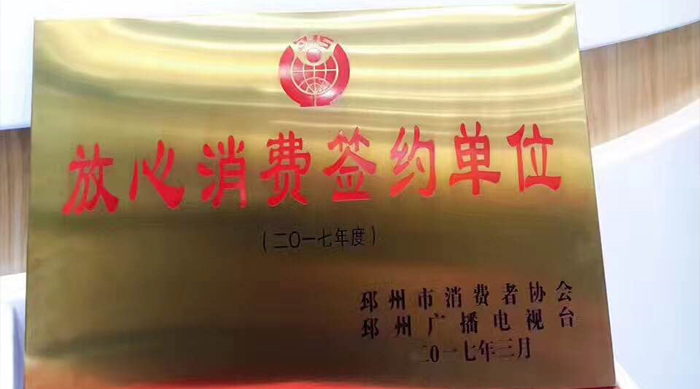 315
放心消费签约单位
（二〇一七年度）
邳州市消费者协会
邳州广播电视台
二〇一七年三月